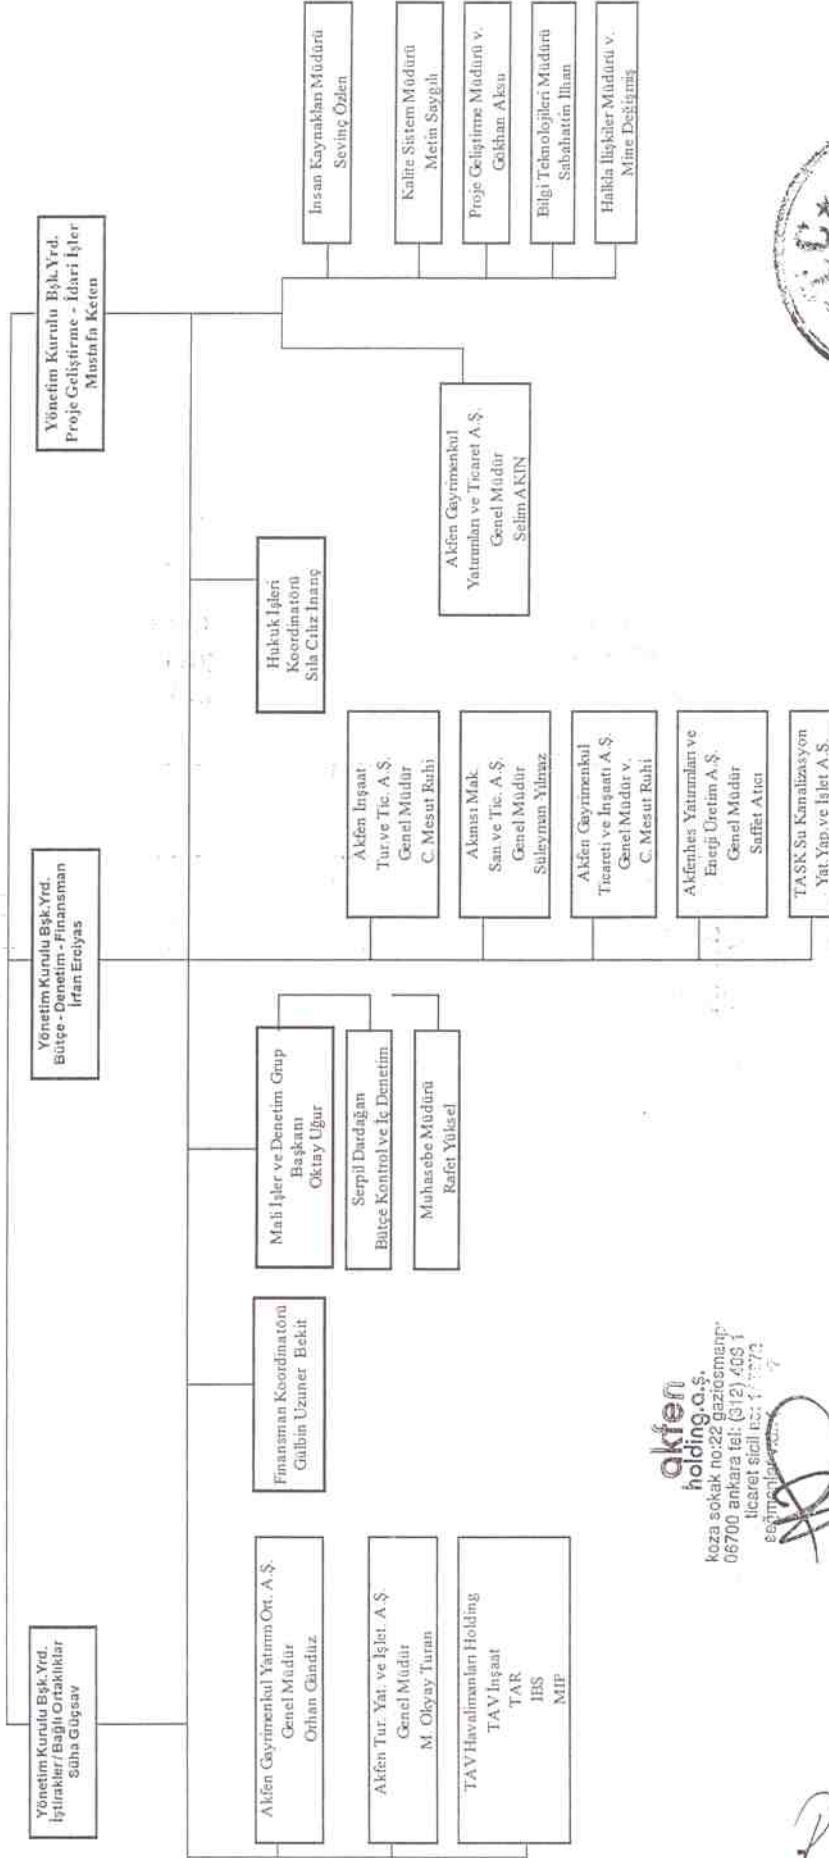 Yönetim Kurulu Bşk.Yrd.
İştirakler / Bağlı Ortaklıklar
Süha Güçsav
Yönetim Kurulu Bşk.Yrd.
Bütçe - Denetim - Finansman
İrfan Erciyas
Yönetim Kurulu Bşk.Yrd.
Proje Geliştirme - İdari İşler
Mustafa Keten
Akfen Gayrimenkul Yatırım Ort. A.Ş.
Genel Müdür
Orhan Gündüz
Akfen Tur. Yat. ve İşlet. A.Ş.
Genel Müdür
M. Okyay Turan
TAV Havalimanları Holding
TAV İnşaat
TAR
IBS
MIP
Finansman Koordinatörü
Gülbin Uzuner Bekit
Mali İşler ve Denetim Grup
Başkanı
Oktay Uğur
Serpil Dardağan
Bütçe Kontrol ve İç Denetim
Muhasebe Müdürü
Rafet Yüksel
Akfen İnşaat
Tur.ve Tic. A.Ş.
Genel Müdür
C. Mesut Ruhi
Akınısı Mak.
San. ve Tic. A.Ş.
Genel Müdür
Süleyman Yılmaz
Akfen Gayrimenkul
Ticareti ve İnşaatı A.Ş.
Genel Müdür v.
C. Mesut Ruhi
Akfenhes Yatırımları ve
Enerji Üretim A.Ş.
Genel Müdür
Saffet Atıcı
TASK Su Kanalizasyon
Yat.Yap.ve İşlet A.Ş.
Hukuk İşleri
Koordinatörü
Sıla Cılız İnanç
Akfen Gayrimenkul
Yatırımları ve Ticaret A.Ş.
Genel Müdür
Selim AKIN
İnsan Kaynakları Müdürü
Sevinç Özlen
Kalite Sistem Müdürü
Metin Saygılı
Proje Geliştirme Müdürü v.
Gökhan Aksu
Bilgi Teknolojileri Müdürü
Sabahattin İlhan
Halkla İlişkiler Müdürü v.
Mine Değişmiş
akfen
holding a.ş.
koza sokak no:22 gaziosmanp
06700 ankara tel: (312) 408 1
ticaret sicil no: